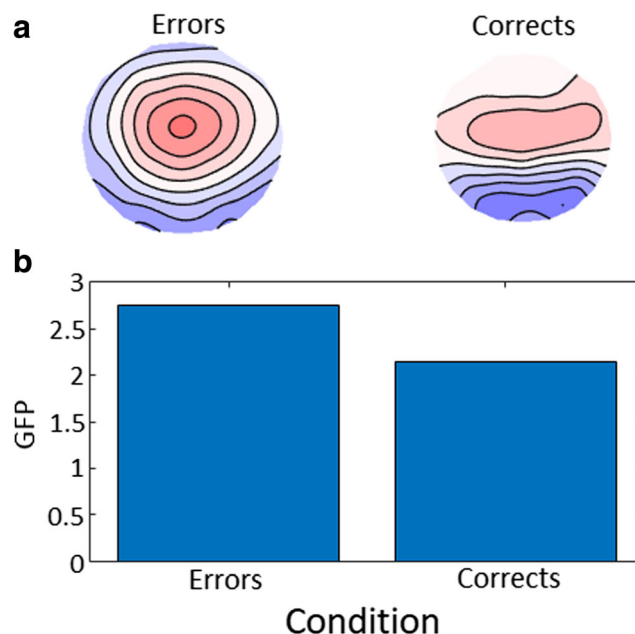 a
Errors Corrects
b
3
2.5
2
1.5
1
0.5
0
GFP
Errors Corrects
Condition